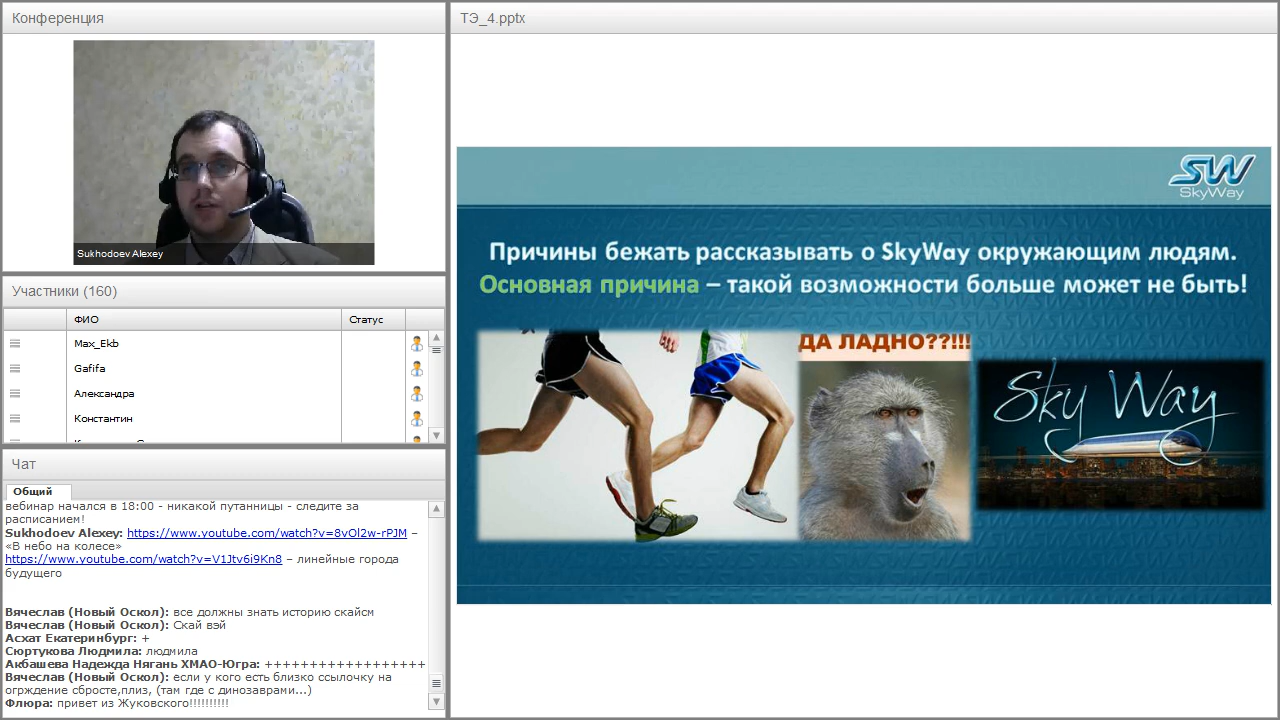 Конференция
Sukhodoev Alexey
Участники (160)
ФИО
Статус
Max_Ekb
Gafifa
Александра
Константин
Чат
Общий
вебинар начался в 18:00 - никакой путанницы - следите за
расписанием!
Sukhodoev Alexey: https://www.youtube.com/watch?v=8vOl2w-rPJM –
«В небо на колесе»
https://www.youtube.com/watch?v=V1Jtv6i9Kn8 – линейные города
будущего
Вячеслав (Новый Оскол): все должны знать историю скайсм
Вячеслав (Новый Оскол): Скай вэй
Асхат Екатеринбург: +
Сюртукова Людмила: людмила
Акбашева Надежда Нягань ХМАО-Югра: ++++++++++++++++++
Вячеслав (Новый Оскол): если у кого есть близко ссылочку на
огрждение сбросте,плиз, (там где с динозаврами...)
Флюра: привет из Жуковского!!!!!!!!!!
ТЭ_4.pptx
SW
SkyWay
Причины бежать рассказывать о SkyWay окружающим людям.
Основная причина – такой возможности больше может не быть!
ДА ЛАДНО??!!!
Sky Way